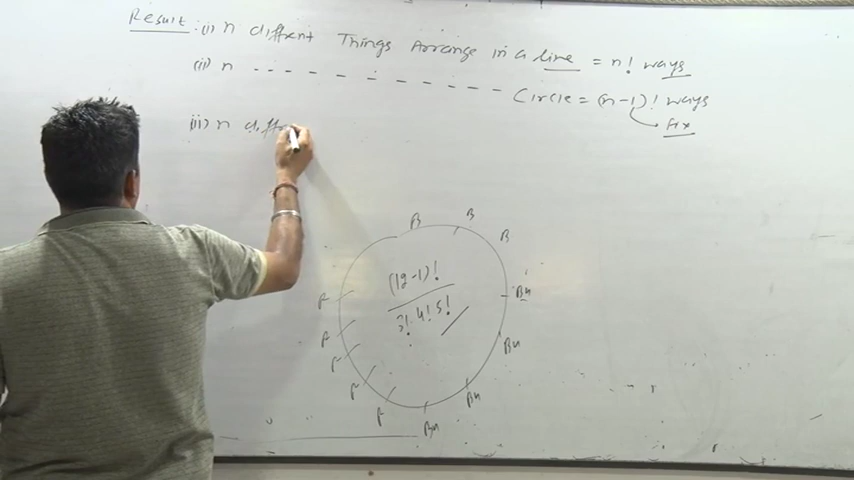 Result : (i) n diffrent Things Arrange in a line = n! ways
(ii) n - - - - - - - - - - - - Circle = (n-1)! ways
fix
(iii) n diff
B
B
B
Bu
Bu
Bu
Bu
F
F
F
F
F
(12-1)!
3! 4! 5!